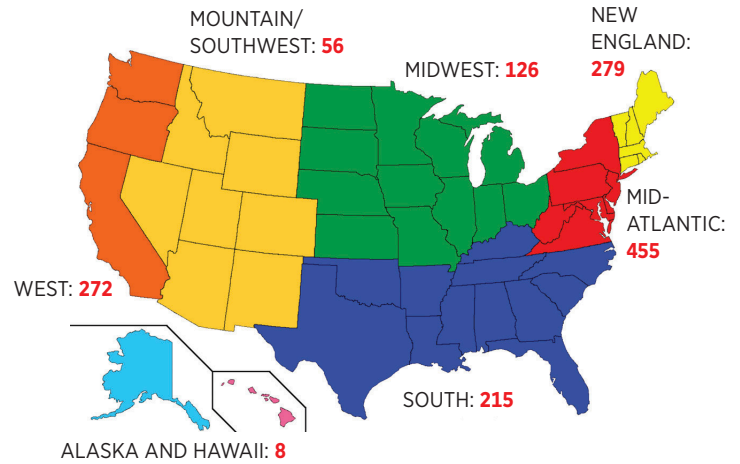 MOUNTAIN/
SOUTHWEST: 56
MIDWEST: 126
NEW
ENGLAND:
279
MID-
ATLANTIC:
455
WEST: 272
SOUTH: 215
ALASKA AND HAWAII: 8